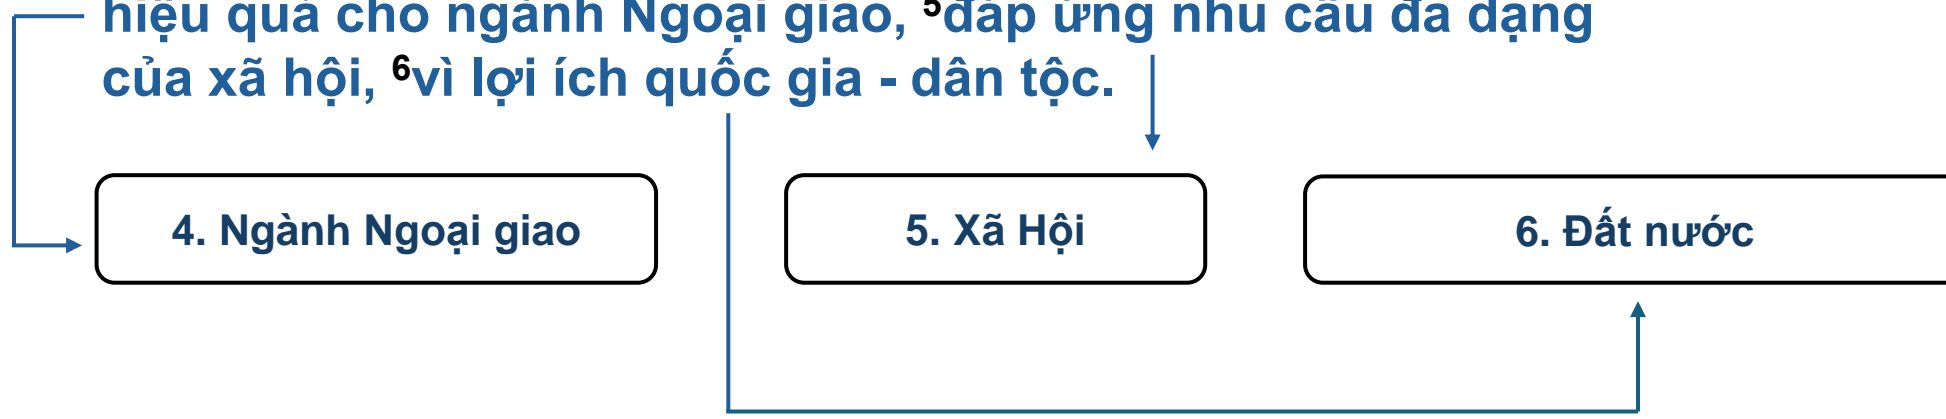 hiệu quả cho ngành Ngoại giao, ⁵đáp ứng nhu cầu đa dạng
của xã hội, ⁶vì lợi ích quốc gia - dân tộc.
4. Ngành Ngoại giao
5. Xã Hội
6. Đất nước